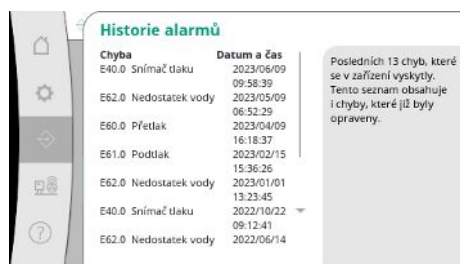 Historie alarmů
Chyba Datum a čas
E40.0 Snímač tlaku 2023/06/09
09:58:39
E62.0 Nedostatek vody 2023/05/09
06:52:29
E60.0 Přetlak 2023/04/09
16:18:37
E61.0 Podtlak 2023/02/15
15:36:26
E62.0 Nedostatek vody 2023/01/01
13:23:45
E40.0 Snímač tlaku 2022/10/22
09:12:41
E62.0 Nedostatek vody 2022/06/14
Posledních 13 chyb, které
se v zařízení vyskytly.
Tento seznam obsahuje
i chyby, které již byly
opraveny.
?